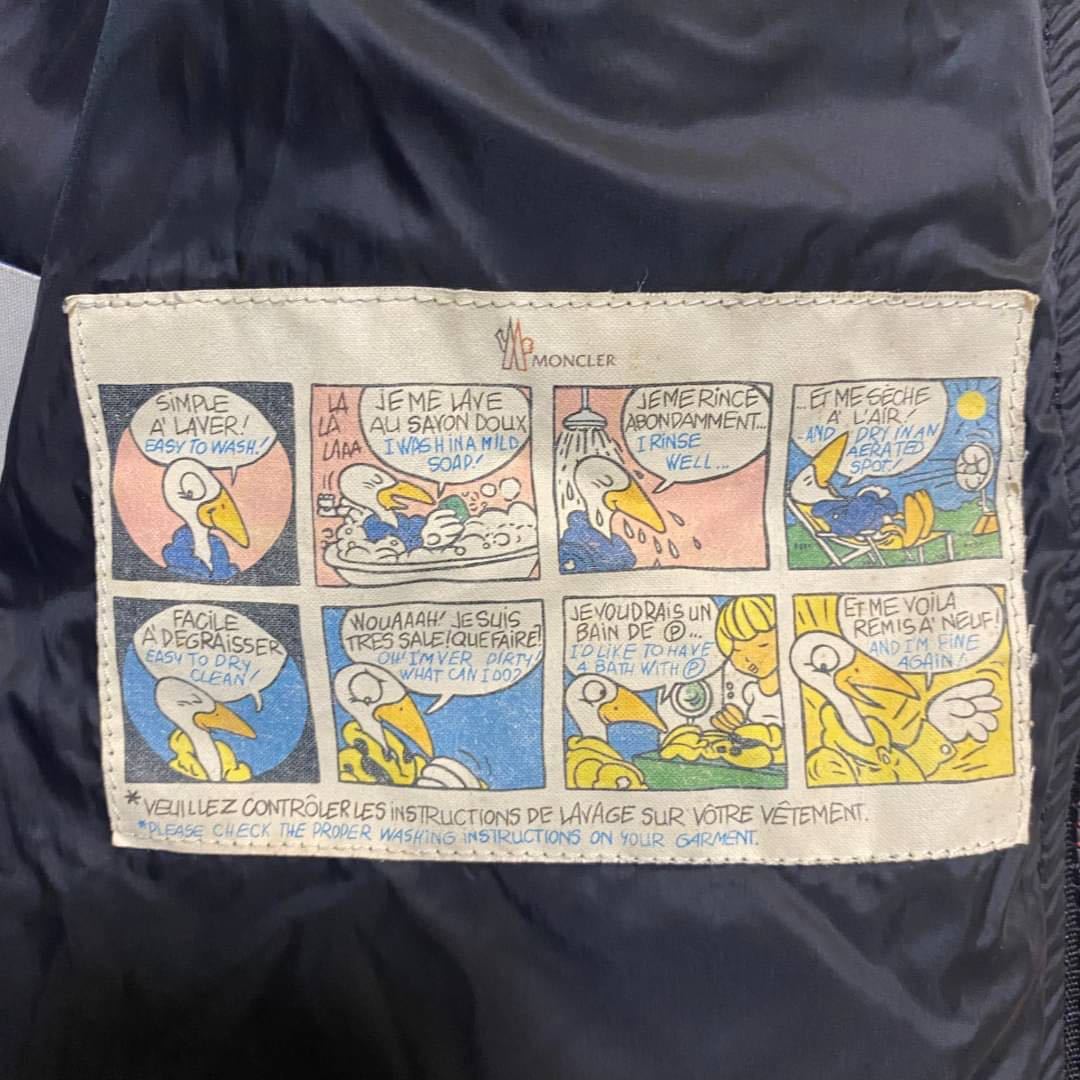 MONCLER
SIMPLE
A' LAVER!
EASY TO WASH!
LA
LA
LAAA
JE ME LAVE
AU SAVON DOUX
I WASH IN A MILD
SOAP!
JE ME RINCE
ABONDAMMENT...
I RINSE
WELL...
...ET ME SÈCHE
A' L'AIR!
AND DRY IN AN
AERATED
SPOT!
FACILE
A' DEGRAISSER
EASY TO DRY
CLEAN!
WOUAAAH! JE SUIS
TRES SALE! QUE FAIRE!
OH! I'M VER DIRTY!
WHAT CAN I DO?
JE VOUDRAIS UN
BAIN DE Ⓟ...
I'D LIKE TO HAVE
A BATH WITH Ⓟ
ET ME VOILA
REMIS A' NEUF!
AND I'M FINE
AGAIN!
* VEUILLEZ CONTRÔLER LES INSTRUCTIONS DE LAVAGE SUR VÔTRE VÊTEMENT.
*PLEASE CHECK THE PROPER WASHING INSTRUCTIONS ON YOUR GARMENT.